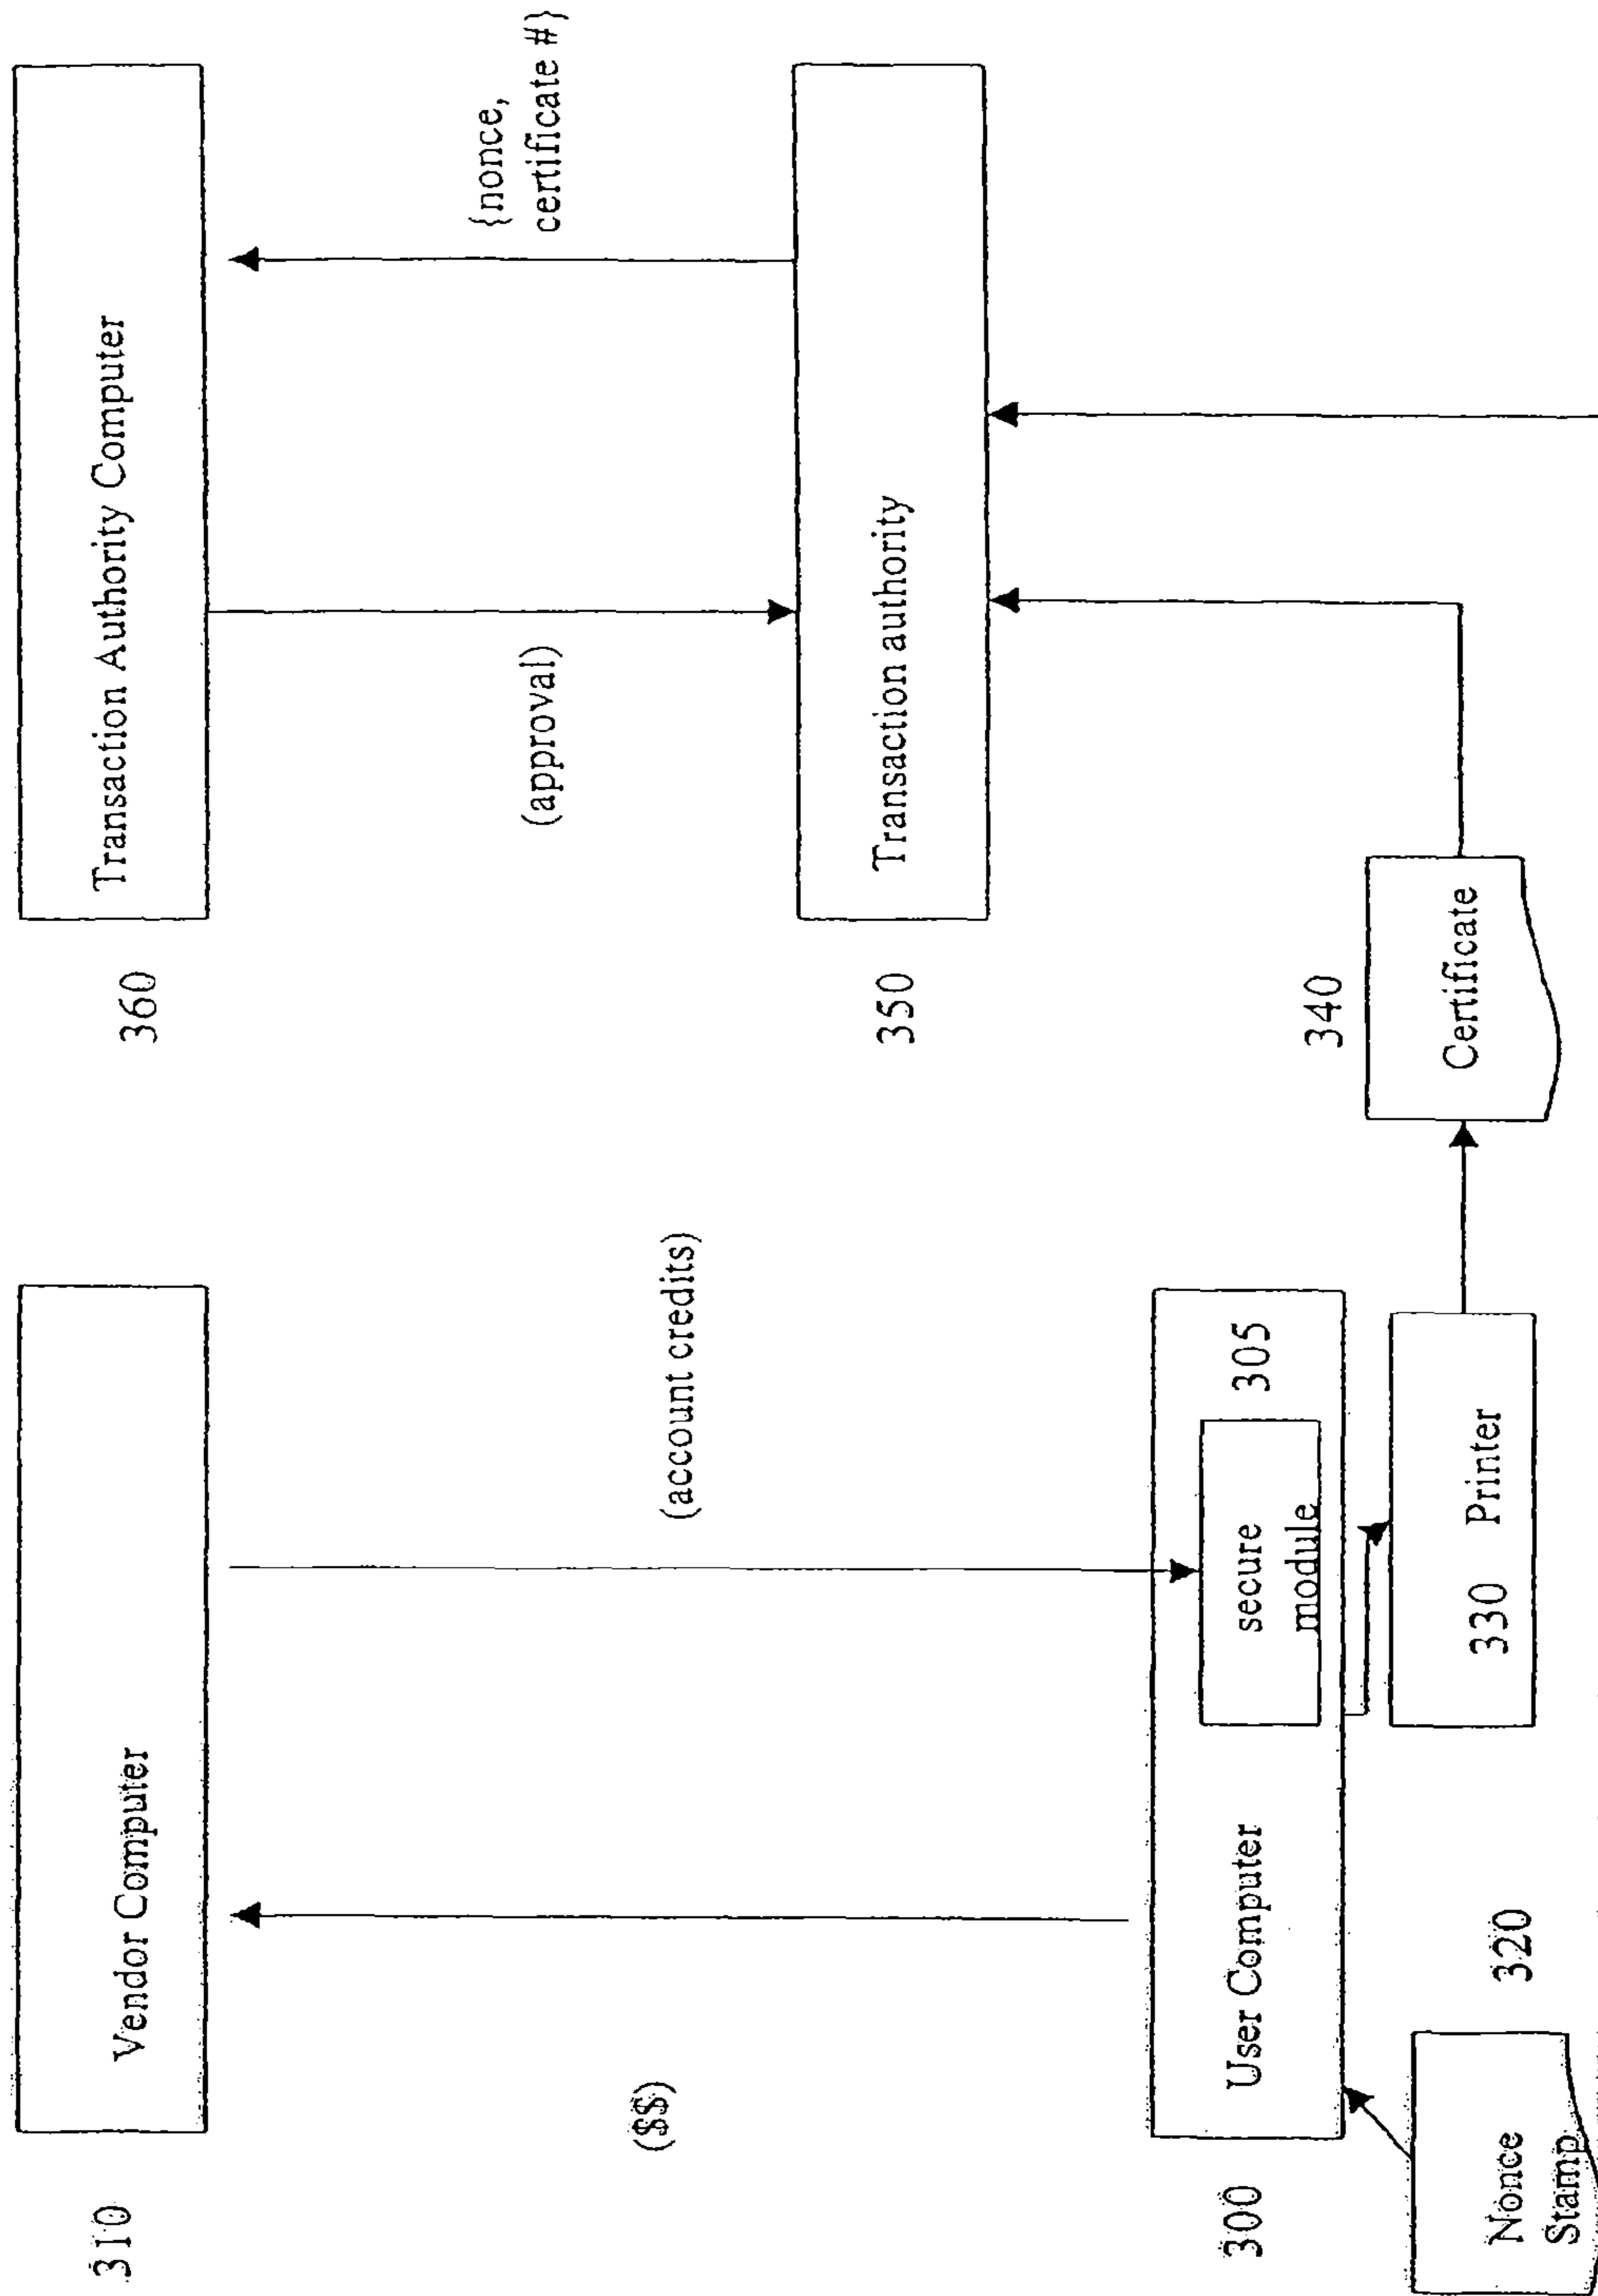 310
Vendor Computer
360
Transaction Authority Computer
($$)
(account credits)
(approval)
{nonce,
certificate #}
300
User Computer
secure
module
305
350
Transaction authority
Nonce
Stamp
320
330 Printer
340
Certificate